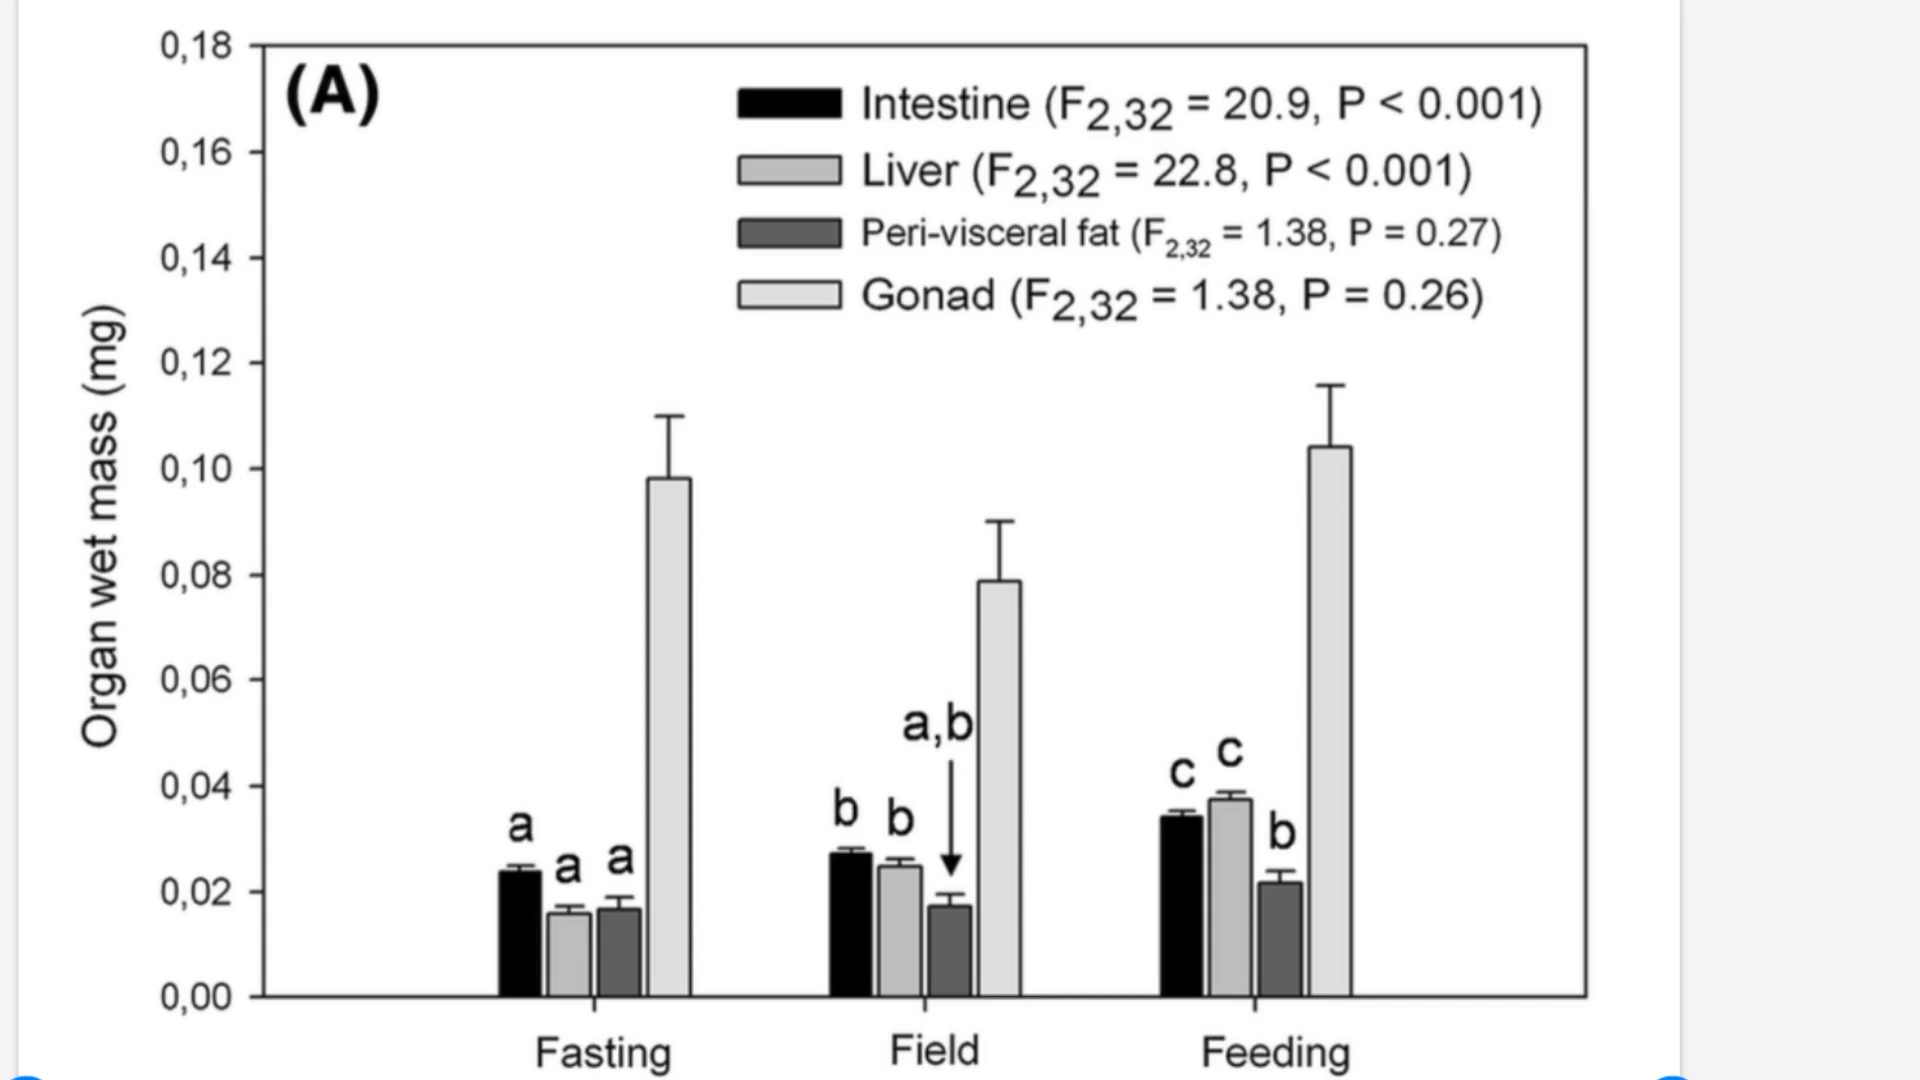 0,18
(A)
Intestine (F2,32 = 20.9, P < 0.001)
0,16
Liver (F2,32 = 22.8, P < 0.001)
Peri-visceral fat (F2,32 = 1.38, P = 0.27)
0,14
Gonad (F2,32 = 1.38, P = 0.26)
0,12
0,10
0,08
0,06
0,04
0,02
0,00
Organ wet mass (mg)
a
a
a
b
b
a,b
c
c
b
Fasting
Field
Feeding